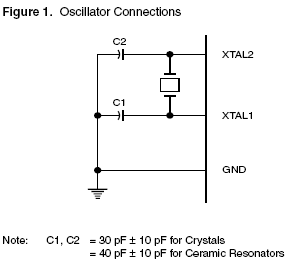 Figure 1. Oscillator Connections
C2
XTAL2
C1
XTAL1
GND
Note: C1, C2 = 30 pF ± 10 pF for Crystals
= 40 pF ± 10 pF for Ceramic Resonators